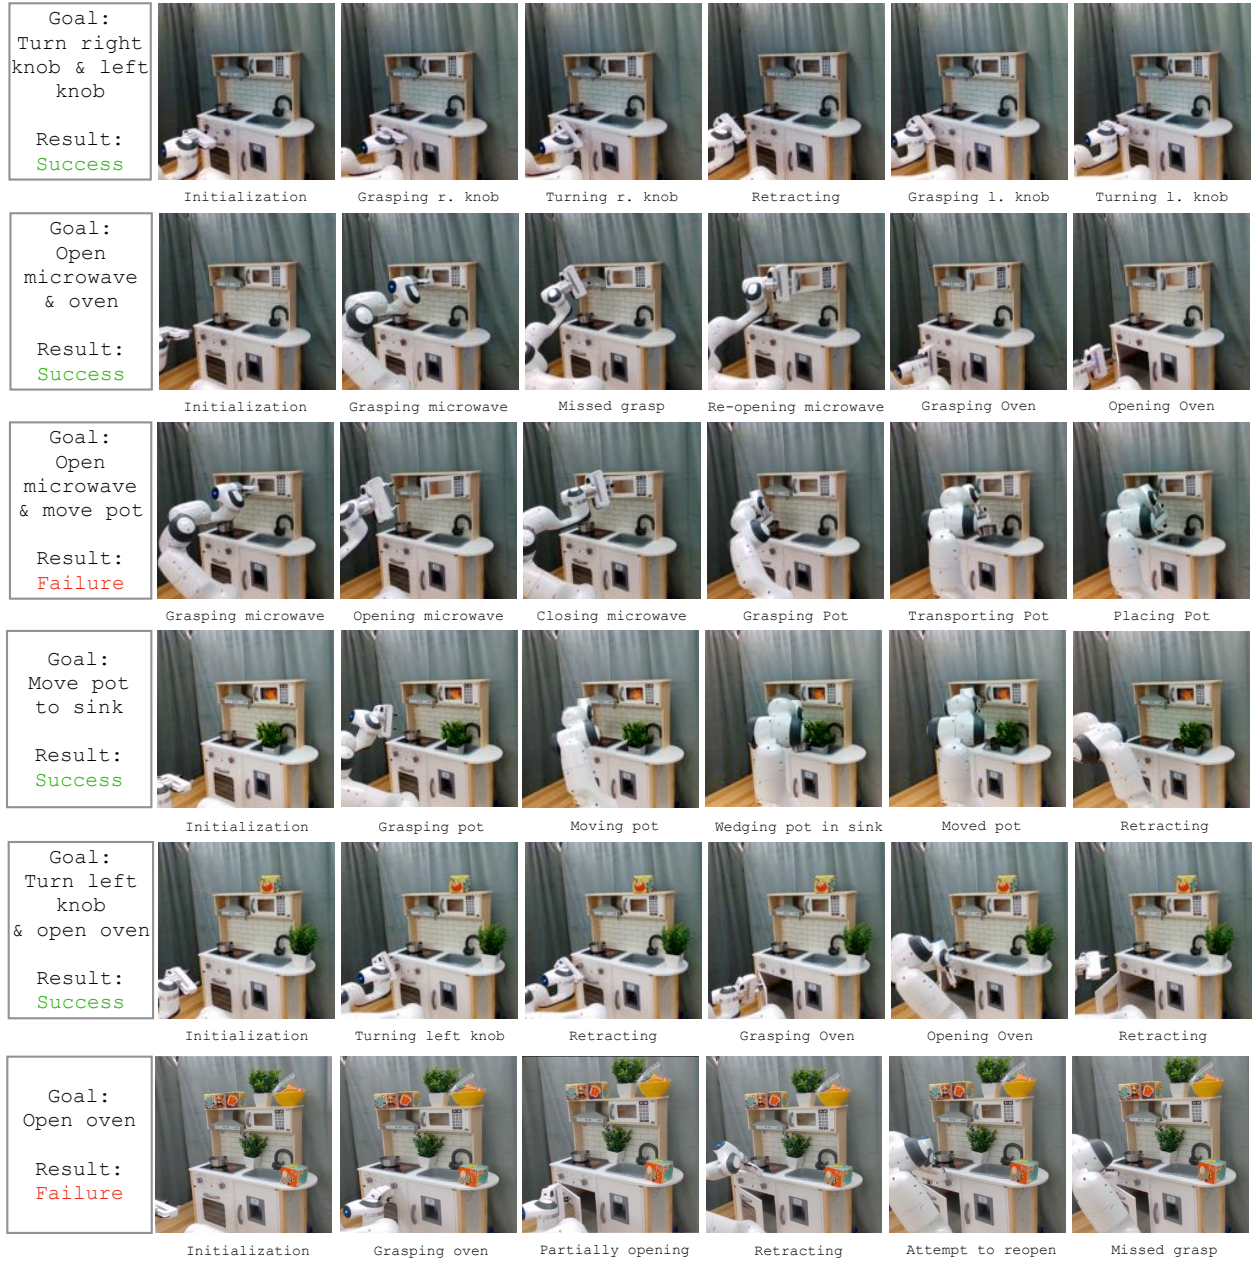 Goal:
Turn right
knob & left
knob
Result:
Success
Initialization
Grasping r. knob
Turning r. knob
Retracting
Grasping l. knob
Turning l. knob
Goal:
Open
microwave
& oven
Result:
Success
Initialization
Grasping microwave
Missed grasp
Re-opening microwave
Grasping Oven
Opening Oven
Goal:
Open
microwave
& move pot
Result:
Failure
Grasping microwave
Opening microwave
Closing microwave
Grasping Pot
Transporting Pot
Placing Pot
Goal:
Move pot
to sink
Result:
Success
Initialization
Grasping pot
Moving pot
Wedging pot in sink
Moved pot
Retracting
Goal:
Turn left
knob
& open oven
Result:
Success
Initialization
Turning left knob
Retracting
Grasping Oven
Opening Oven
Retracting
Goal:
Open oven
Result:
Failure
Initialization
Grasping oven
Partially opening
Retracting
Attempt to reopen
Missed grasp